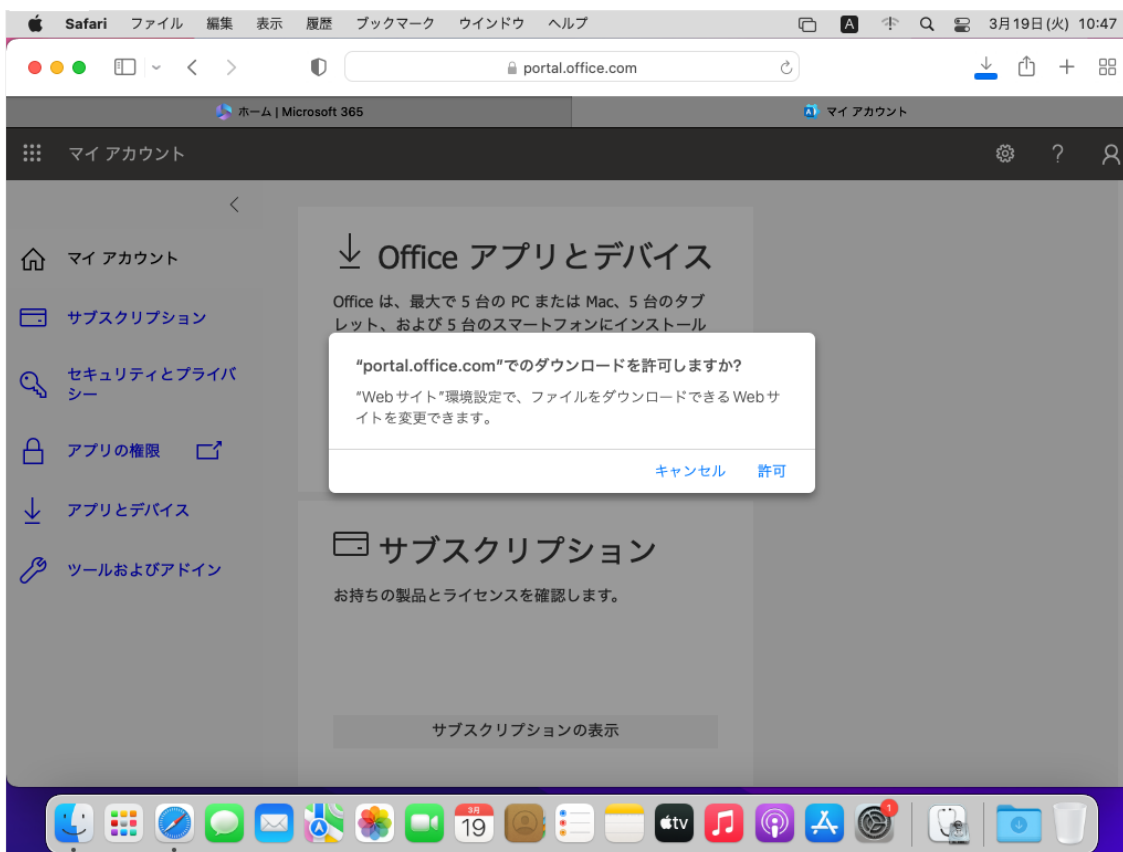 Safari ファイル 編集 表示 履歴 ブックマーク ウインドウ ヘルプ A 3月19日(火) 10:47
portal.office.com
ホーム | Microsoft 365
マイ アカウント
マイ アカウント
?
マイ アカウント
サブスクリプション
セキュリティとプライバ
シー
アプリの権限
アプリとデバイス
ツールおよびアドイン
Office アプリとデバイス
Office は、最大で 5 台の PC または Mac、5 台のタブ
レット、および 5 台のスマートフォンにインストール
“portal.office.com”でのダウンロードを許可しますか?
“Webサイト”環境設定で、ファイルをダウンロードできるWebサ
イトを変更できます。
キャンセル 許可
サブスクリプション
お持ちの製品とライセンスを確認します。
サブスクリプションの表示
3月
19
tv
1